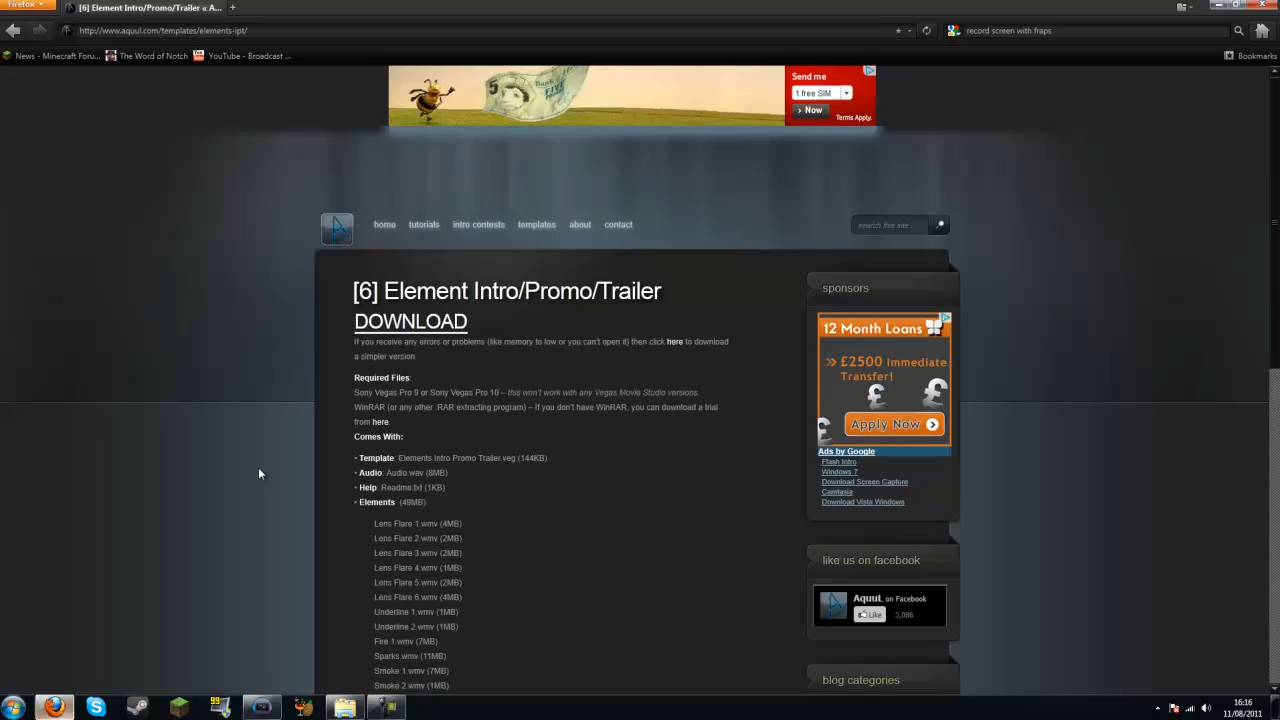 Firefox
[6] Element Intro/Promo/Trailer « A...
http://www.aquul.com/templates/elements-ipt/
record screen with fraps
News - Minecraft Foru...
The Word of Notch
YouTube - Broadcast ...
Bookmarks
5
Send me
1 free SIM
> Now
Terms Apply.
home
tutorials
intro contests
templates
about
contact
search this site...
[6] Element Intro/Promo/Trailer
DOWNLOAD
If you receive any errors or problems (like memory to low or you can't open it) then click here to download
a simpler version.
Required Files:
Sony Vegas Pro 9 or Sony Vegas Pro 10 – this won't work with any Vegas Movie Studio versions.
WinRAR (or any other .RAR extracting program) – If you don't have WinRAR, you can download a trial
from here.
Comes With:
• Template: Elements Intro Promo Trailer.veg (144KB)
• Audio: Audio.wav (8MB)
• Help: Readme.txt (1KB)
• Elements: (49MB)
Lens Flare 1.wmv (4MB)
Lens Flare 2.wmv (2MB)
Lens Flare 3.wmv (2MB)
Lens Flare 4.wmv (1MB)
Lens Flare 5.wmv (2MB)
Lens Flare 6.wmv (4MB)
Underline 1.wmv (1MB)
Underline 2.wmv (1MB)
Fire 1.wmv (7MB)
Sparks.wmv (11MB)
Smoke 1.wmv (7MB)
Smoke 2.wmv (1MB)
sponsors
12 Month Loans
£2500 Immediate
Transfer!
Apply Now
Ads by Google
Flash Intro
Windows 7
Download Screen Capture
Camtasia
Download Vista Windows
like us on facebook
AquuL on Facebook
Like
3,086
blog categories
99
16:16
11/08/2011